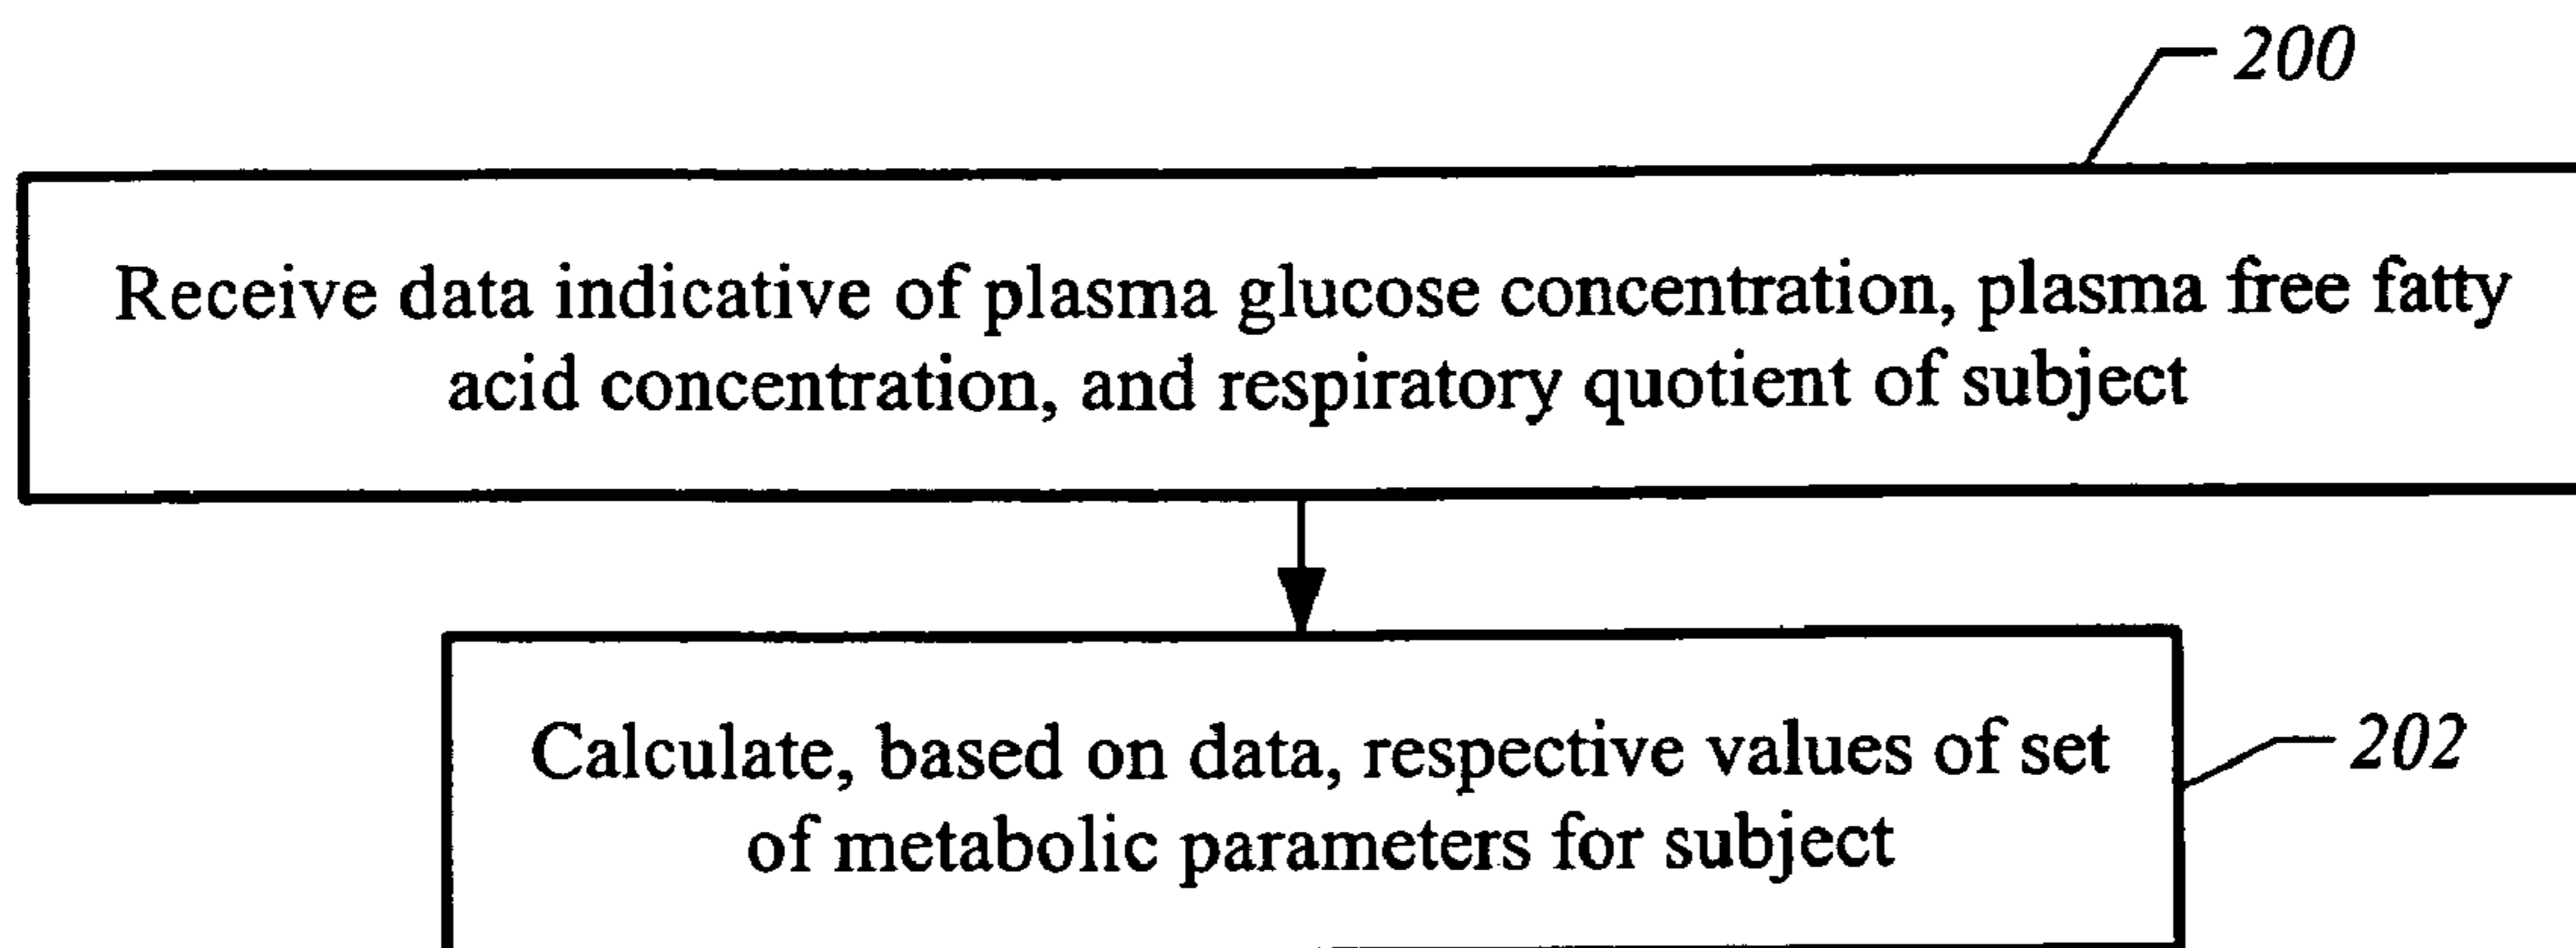 200
Receive data indicative of plasma glucose concentration, plasma free fatty
acid concentration, and respiratory quotient of subject
Calculate, based on data, respective values of set
202
of metabolic parameters for subject